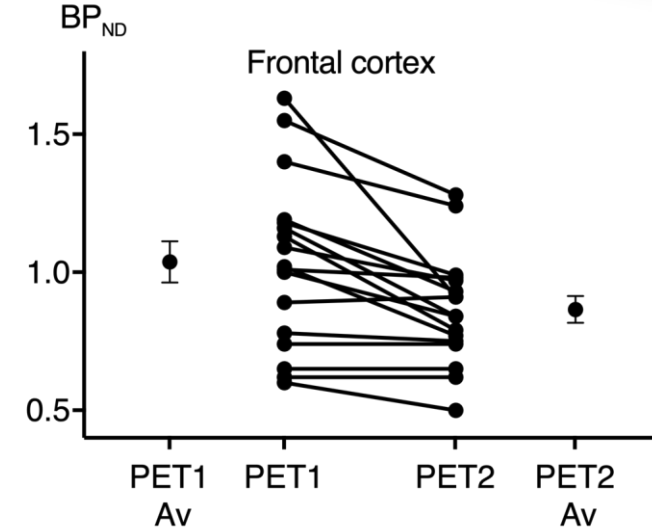 BPND
Frontal cortex
1.5
1.0
0.5
PET1 PET1 PET2 PET2
Av Av